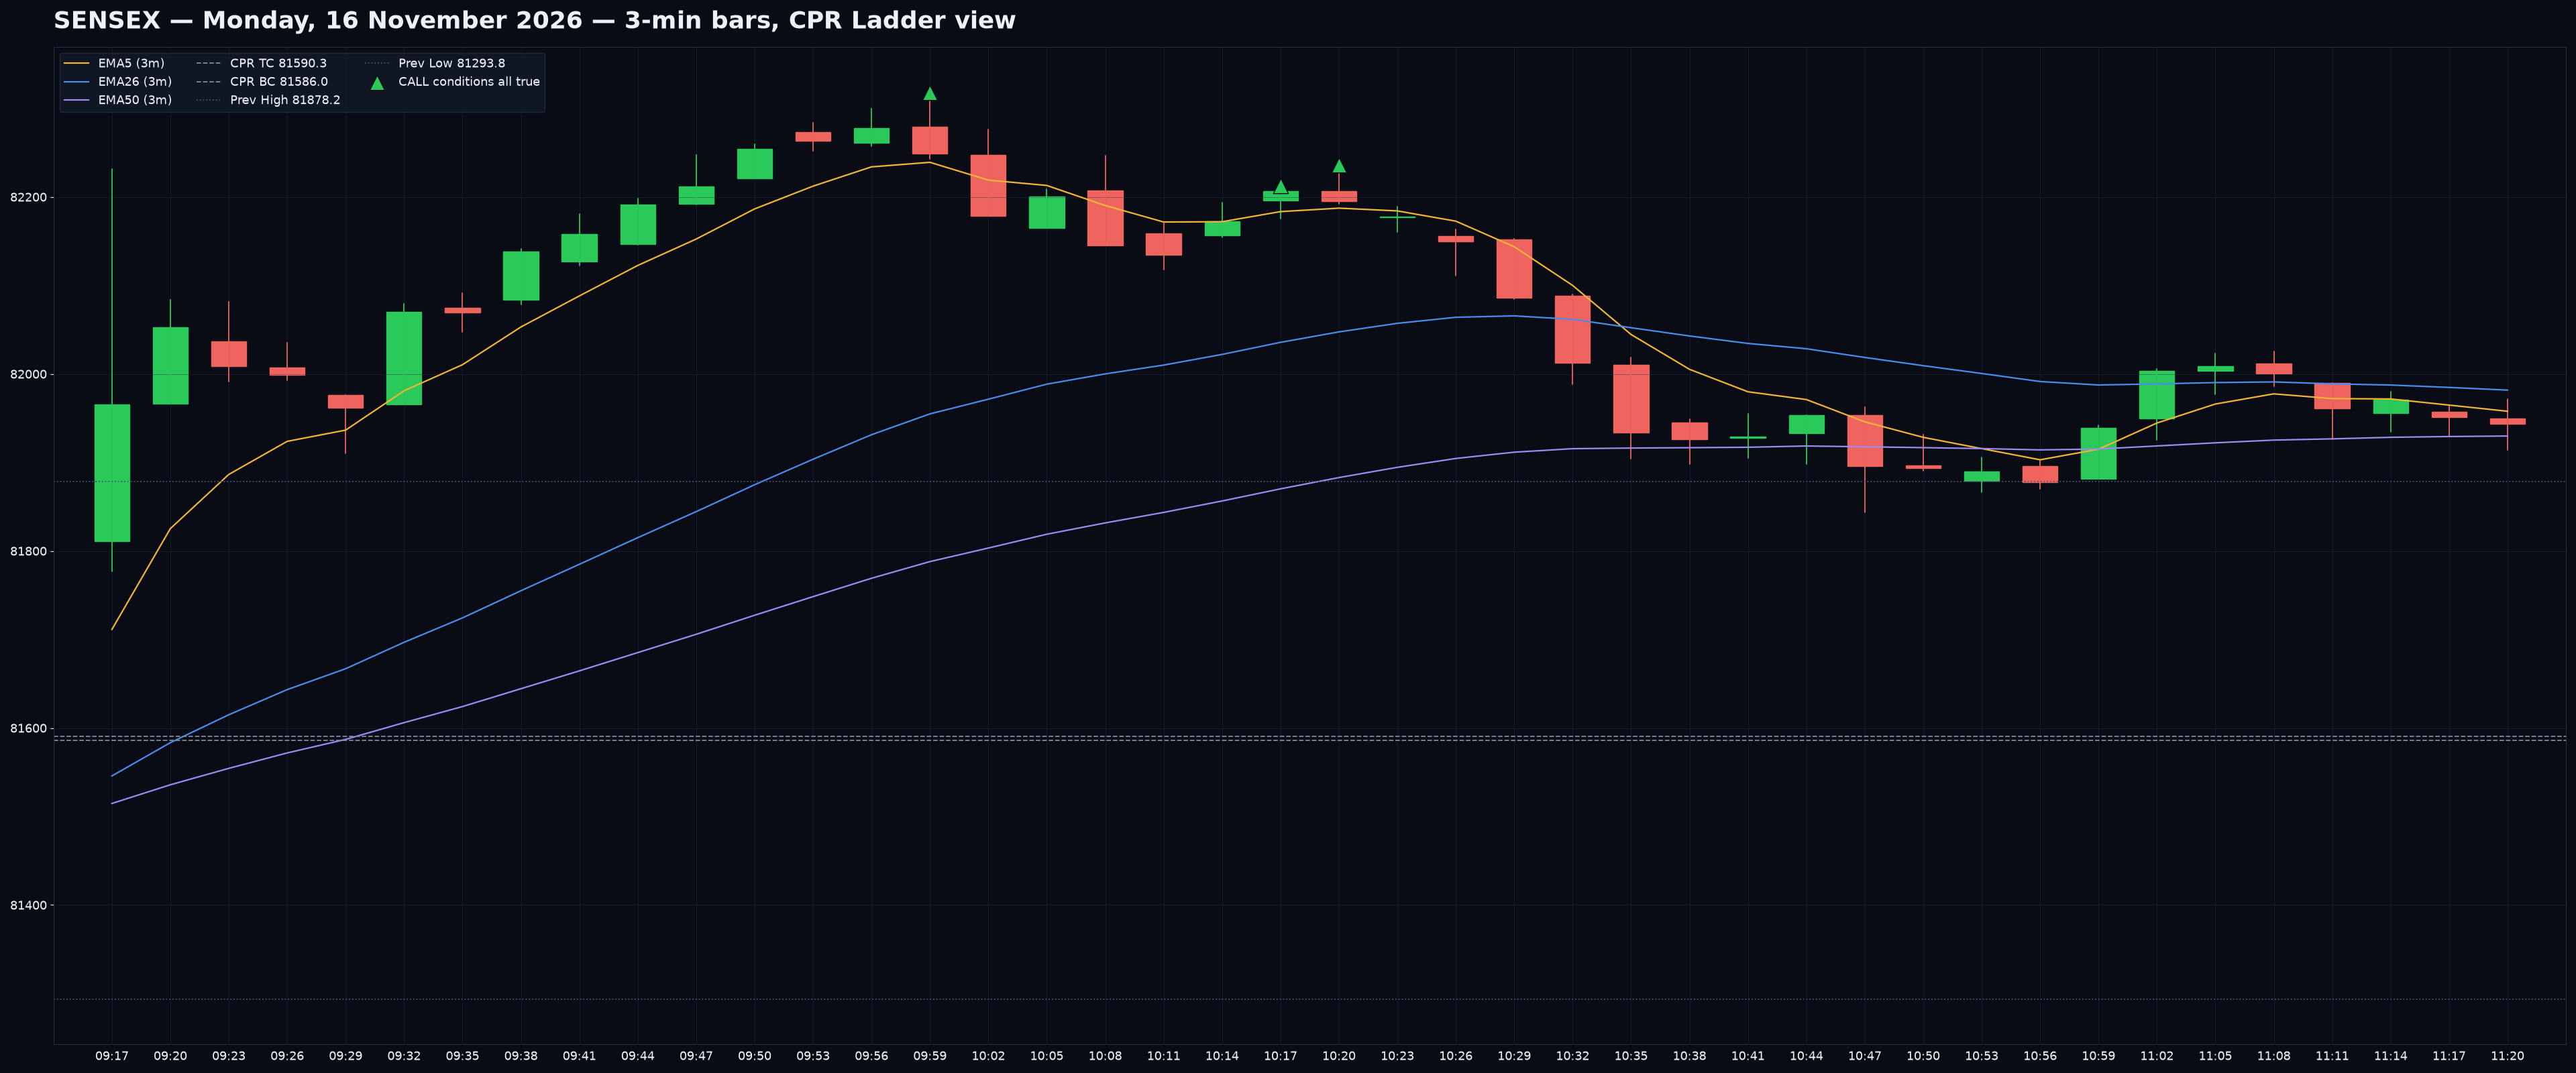 SENSEX — Monday, 16 November 2026 — 3-min bars, CPR Ladder view
EMA5 (3m)
EMA26 (3m)
EMA50 (3m)
CPR TC 81590.3
CPR BC 81586.0
Prev High 81878.2
Prev Low 81293.8
CALL conditions all true
82200
82000
81800
81600
81400
09:17 09:20 09:23 09:26 09:29 09:32 09:35 09:38 09:41 09:44 09:47 09:50 09:53 09:56 09:59 10:02 10:05 10:08 10:11 10:14 10:17 10:20 10:23 10:26 10:29 10:32 10:35 10:38 10:41 10:44 10:47 10:50 10:53 10:56 10:59 11:02 11:05 11:08 11:11 11:14 11:17 11:20